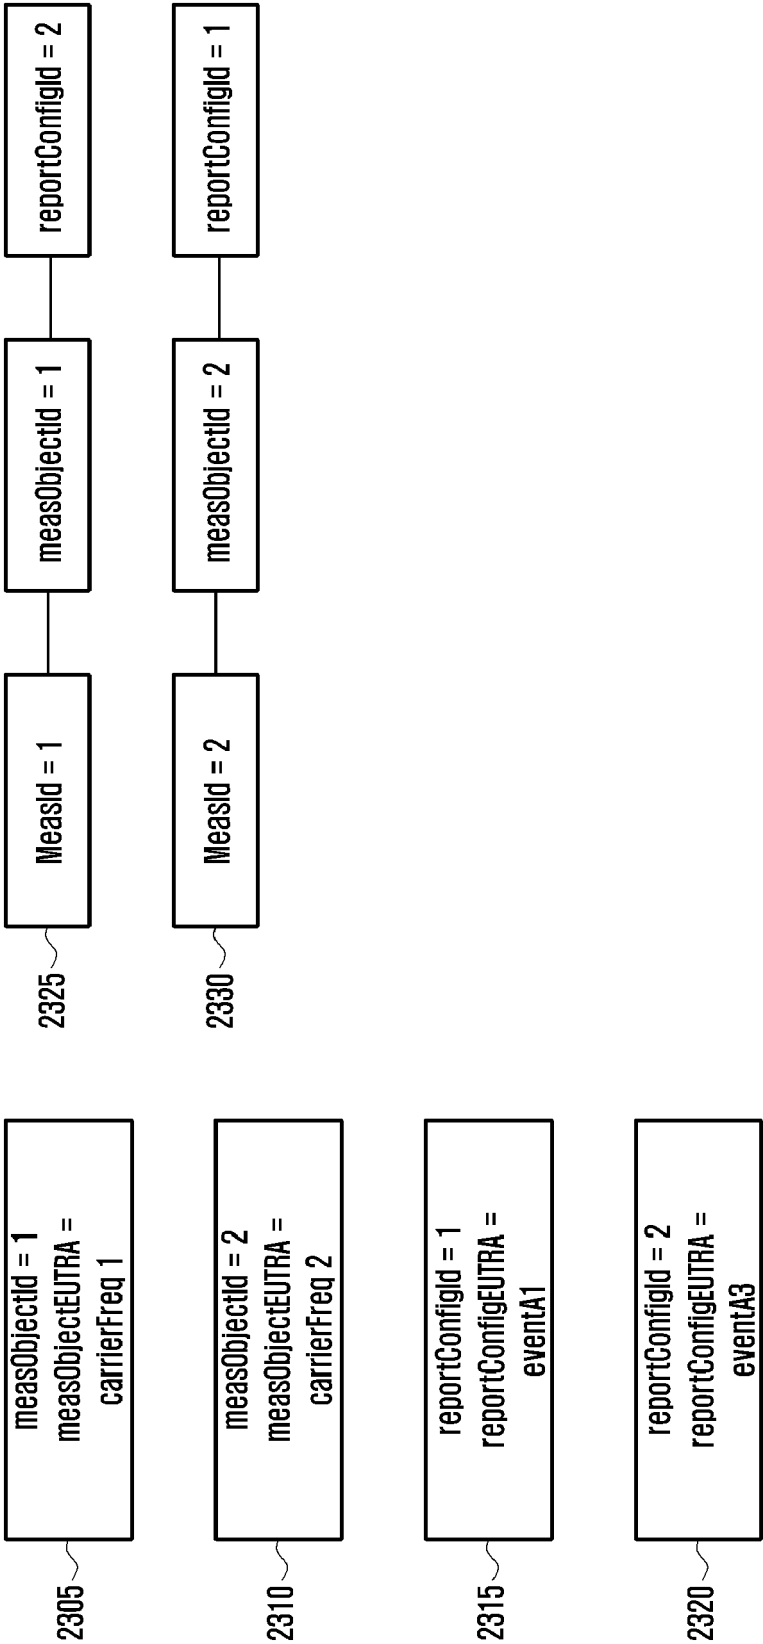 2305
measObjectId = 1
measObjectEUTRA =
carrierFreq 1
2310
measObjectId = 2
measObjectEUTRA =
carrierFreq 2
2315
reportConfigId = 1
reportConfigEUTRA =
eventA1
2320
reportConfigId = 2
reportConfigEUTRA =
eventA3
2325
MeasId = 1
measObjectId = 1
reportConfigId = 2
2330
MeasId = 2
measObjectId = 2
reportConfigId = 1